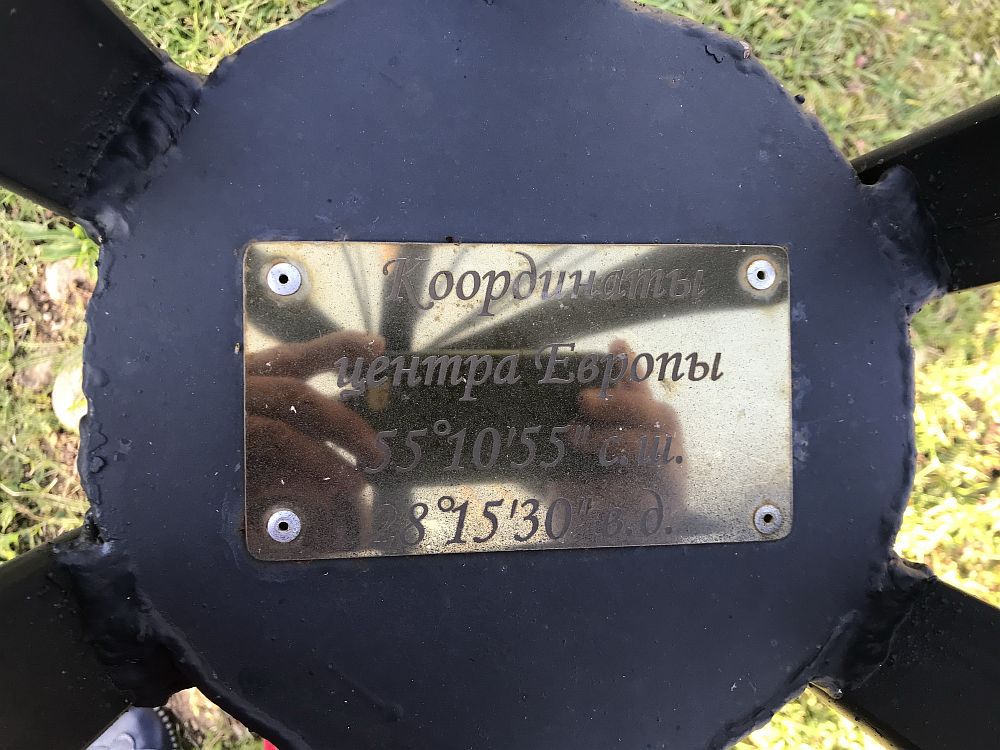 Координаты
центра Европы
55°10'55" с.ш.
28°15'30" в.д.